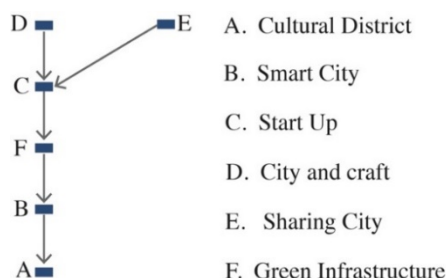 D
E
C
F
B
A
A. Cultural District
B. Smart City
C. Start Up
D. City and craft
E. Sharing City
F. Green Infrastructure